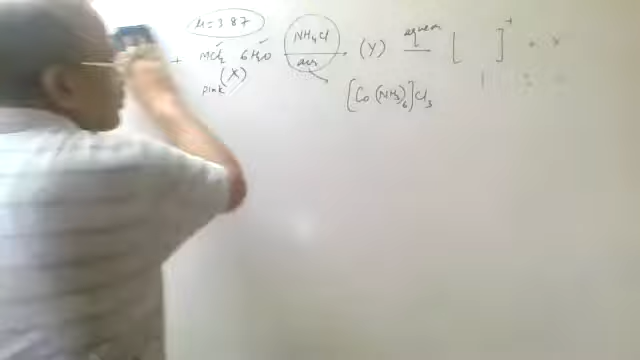 μ = 3.87
+ MCl2 6H2O NH4Cl air (Y) aqueous [ ]+
(X)
pink [Co(NH3)6]Cl3